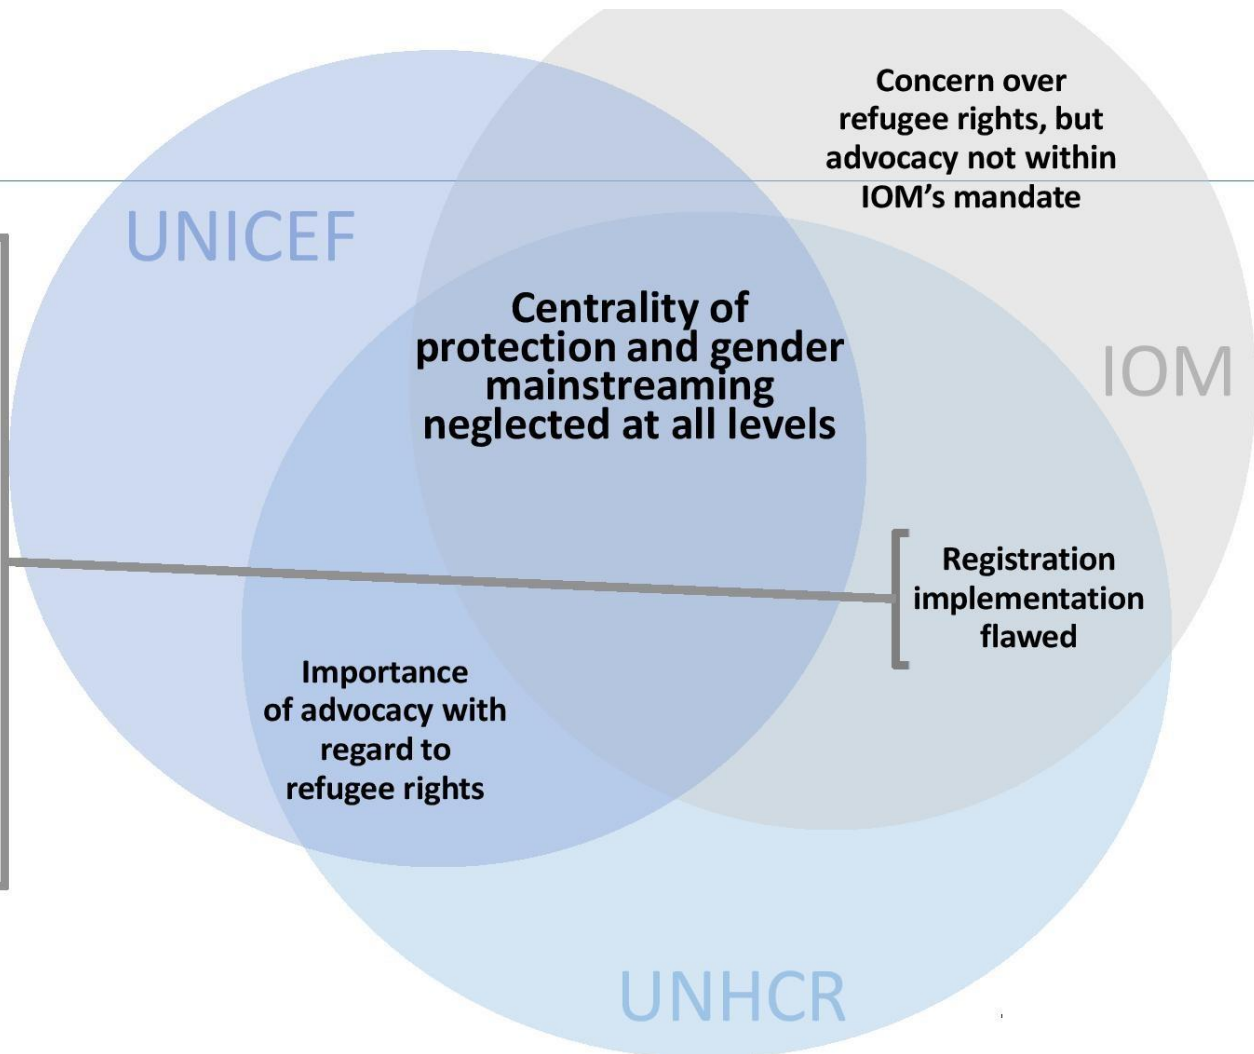 Concern over
refugee rights, but
advocacy not within
IOM's mandate
UNICEF
Centrality of
protection and gender
mainstreaming
neglected at all levels
IOM
Registration
implementation
flawed
Importance
of advocacy with
regard to
refugee rights
UNHCR